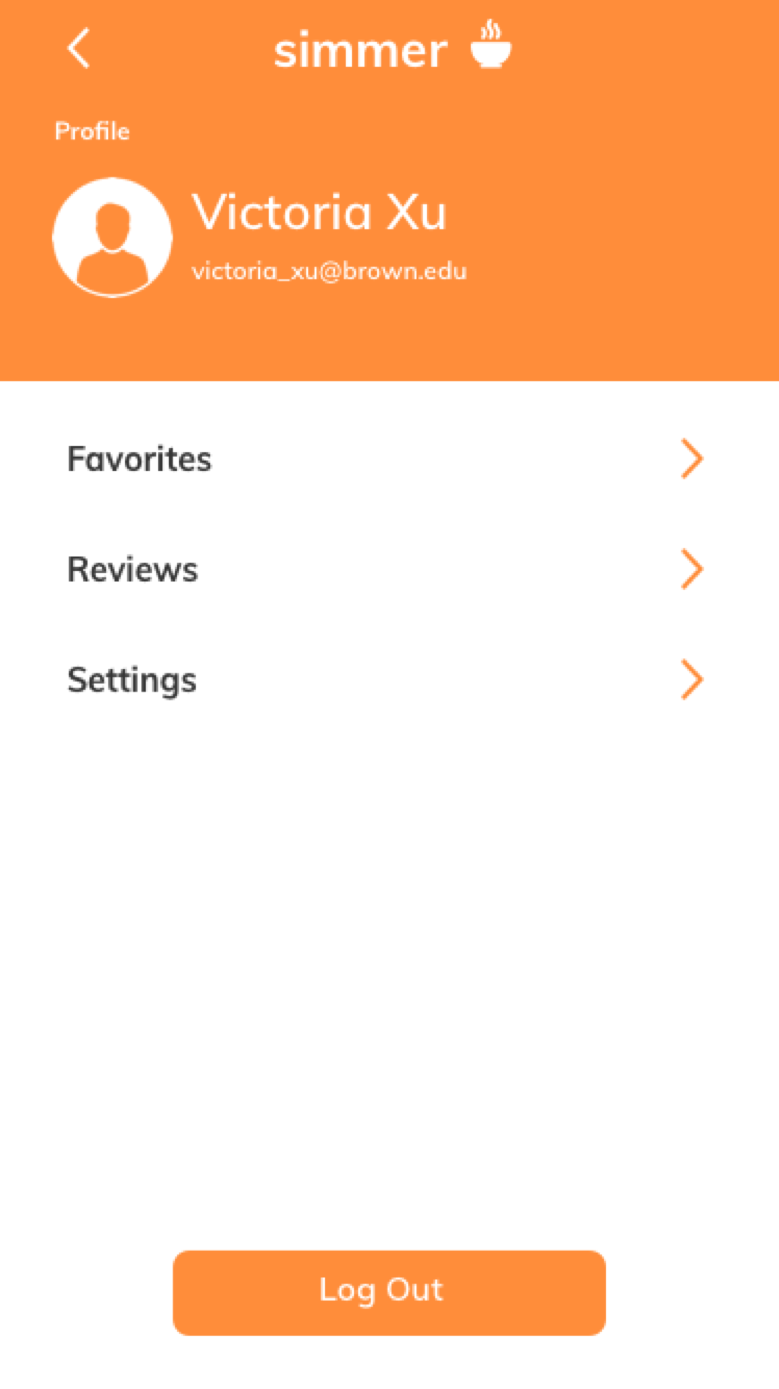 simmer
Profile
Victoria Xu
victoria_xu@brown.edu
Favorites
Reviews
Settings
Log Out